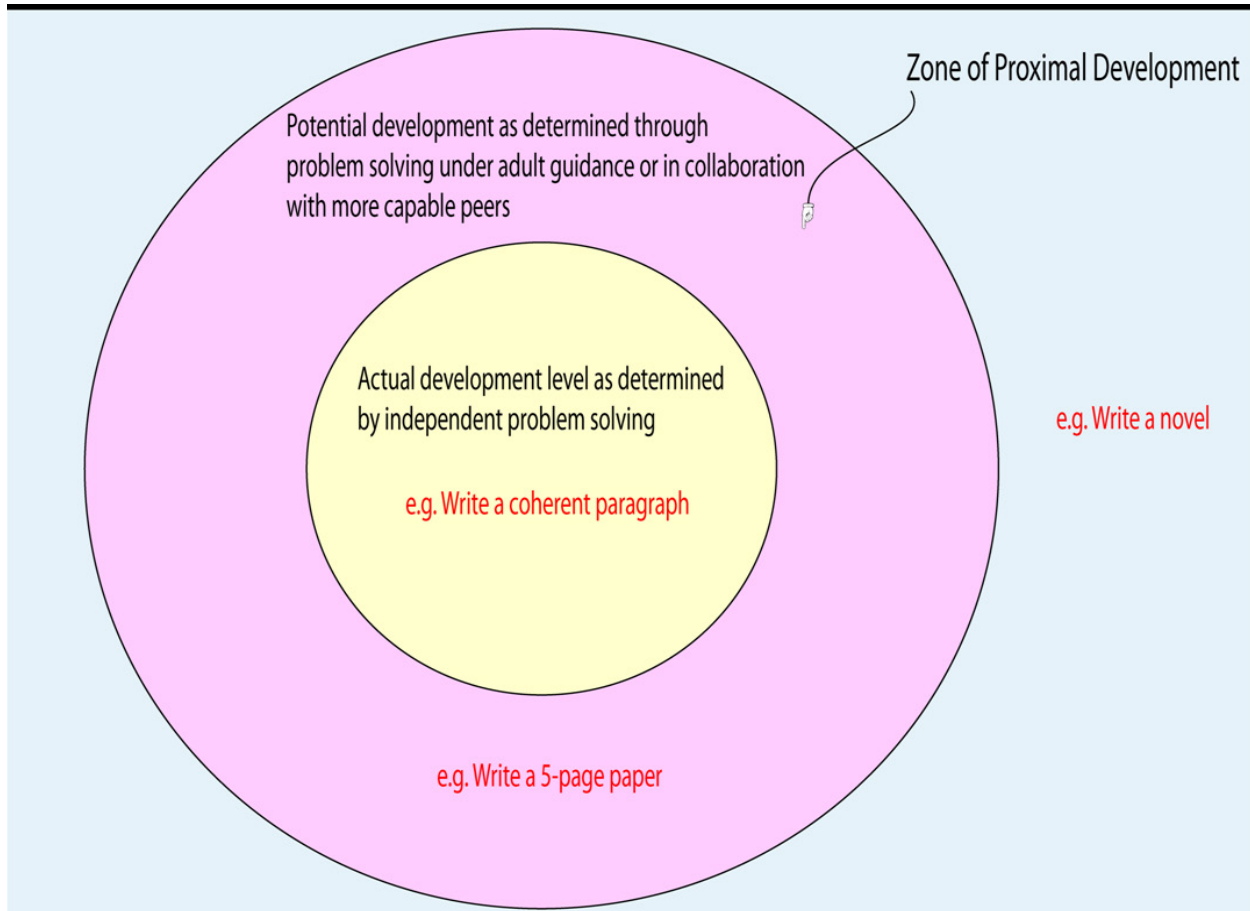 Zone of Proximal Development
Potential development as determined through
problem solving under adult guidance or in collaboration
with more capable peers
Actual development level as determined
by independent problem solving
e.g. Write a novel
e.g. Write a coherent paragraph
e.g. Write a 5-page paper